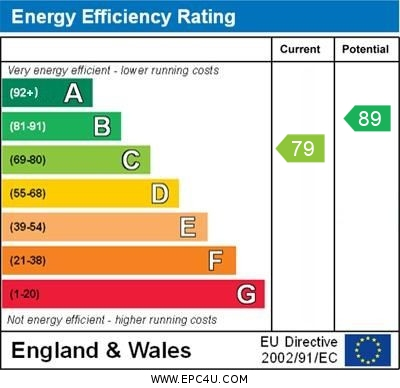 Energy Efficiency Rating
Current Potential
Very energy efficient - lower running costs
(92+) A
(81-91) B
(69-80) C
(55-68) D
(39-54) E
(21-38) F
(1-20) G
79
89
Not energy efficient - higher running costs
England & Wales
EU Directive
2002/91/EC
WWW.EPC4U.COM